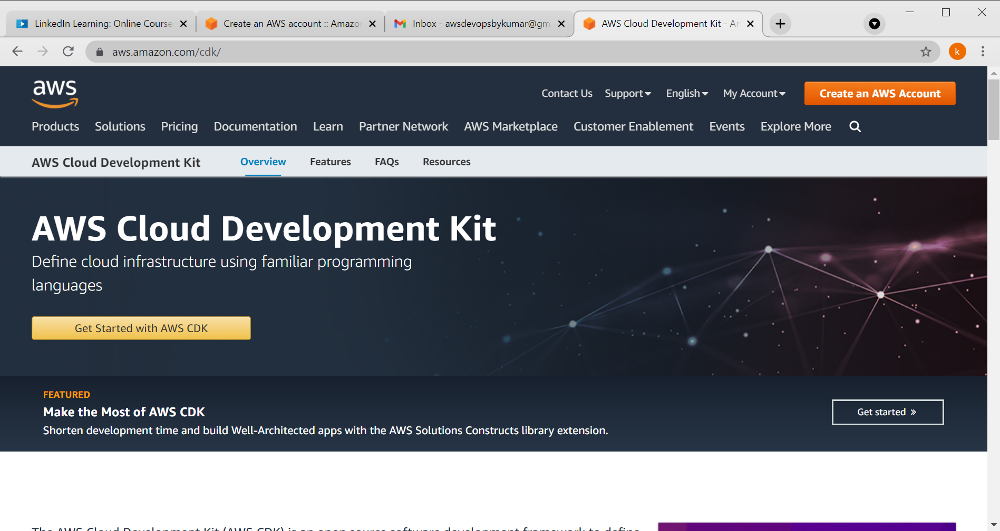 LinkedIn Learning: Online Course
Create an AWS account :: Amazon
Inbox - awsdevopsbykumar@gm
AWS Cloud Development Kit - Am
aws.amazon.com/cdk/
k
aws
Contact Us
Support
English
My Account
Create an AWS Account
Products
Solutions
Pricing
Documentation
Learn
Partner Network
AWS Marketplace
Customer Enablement
Events
Explore More
AWS Cloud Development Kit
Overview
Features
FAQs
Resources
AWS Cloud Development Kit
Define cloud infrastructure using familiar programming
languages
Get Started with AWS CDK
FEATURED
Make the Most of AWS CDK
Shorten development time and build Well-Architected apps with the AWS Solutions Constructs library extension.
Get started »
The AWS Cloud Development Kit (AWS CDK) is an open source software development framework to define